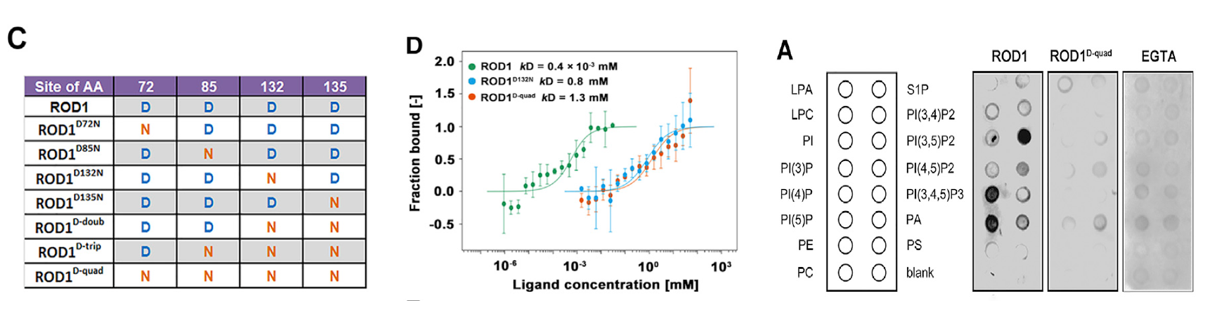 C
Site of AA 72 85 132 135
ROD1 D D D D
ROD1D72N N D D D
ROD1D85N D N D D
ROD1D132N D D N D
ROD1D135N D D D N
ROD1D-doub D D N N
ROD1D-trip D N N N
ROD1D-quad N N N N
D
Fraction bound [-]
2.0
1.5
1.0
0.5
0.0
-0.5
ROD1 kD = 0.4 × 10-3 mM
ROD1D132N kD = 0.8 mM
ROD1D-quad kD = 1.3 mM
10-6 10-3 100 103
Ligand concentration [mM]
A
ROD1 ROD1D-quad EGTA
LPA S1P
LPC PI(3,4)P2
PI PI(3,5)P2
PI(3)P PI(4,5)P2
PI(4)P PI(3,4,5)P3
PI(5)P PA
PE PS
PC blank